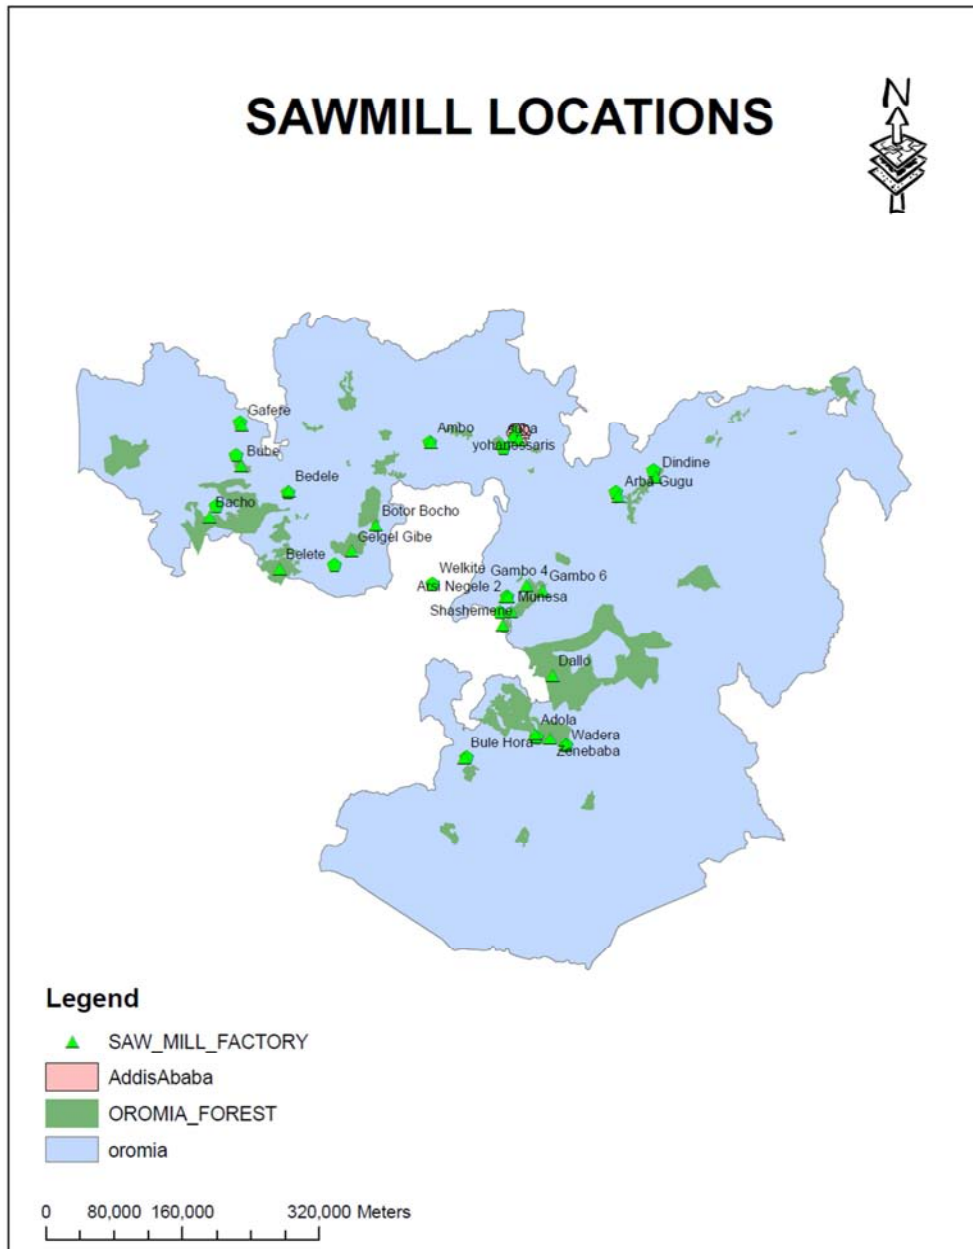 SAWMILL LOCATIONS
N
Gafere
Ambo
yohannessaris
Bube
Dindine
Bedele
Arba Gugu
Bacho
Botor Bocho
Gelgel Gibe
Belete
Welkite
Gambo 4
Gambo 6
Arsi Negele 2
Munesa
Shashemene
Dallo
Adola
Wadera
Bule Hora
Zenebaba
Legend
SAW_MILL_FACTORY
AddisAbaba
OROMIA_FOREST
oromia
0 80,000 160,000 320,000 Meters